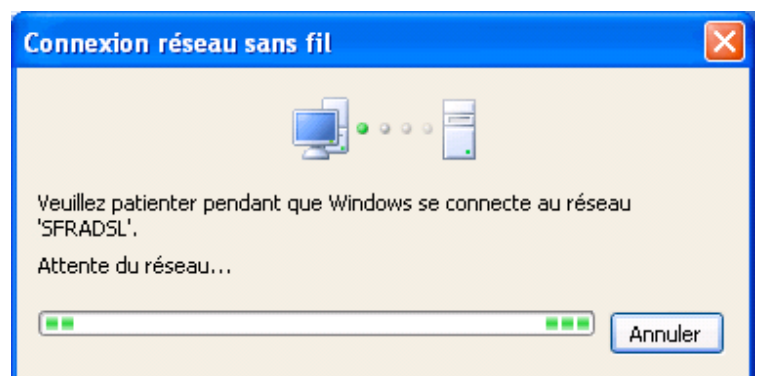 Connexion réseau sans fil
Veuillez patienter pendant que Windows se connecte au réseau
'SFRADSL'.
Attente du réseau...
Annuler